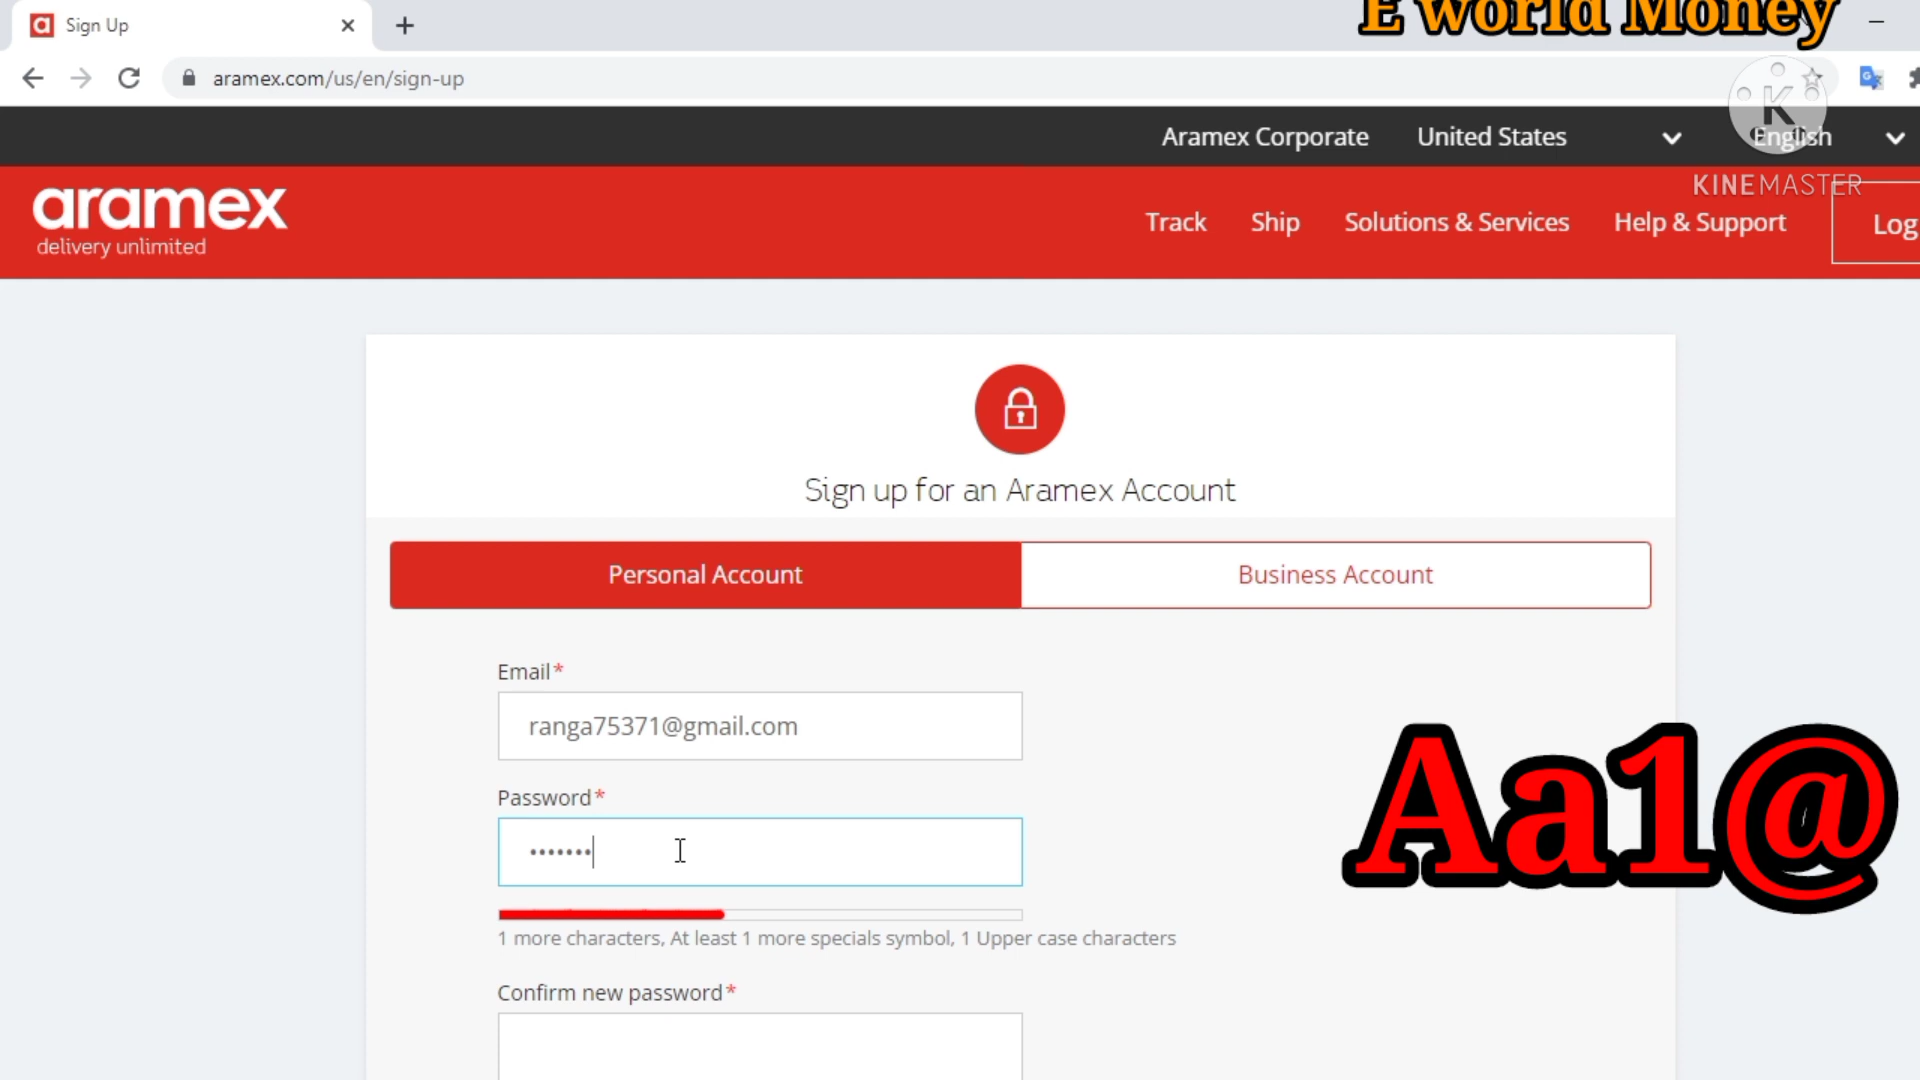 Sign Up
E world Money
aramex.com/us/en/sign-up
Aramex Corporate United States English
KINEMASTER
aramex
delivery unlimited
Track Ship Solutions & Services Help & Support Log
Sign up for an Aramex Account
Personal Account Business Account
Email*
ranga75371@gmail.com
Aa1@
Password*
•••••••
1 more characters, At least 1 more specials symbol, 1 Upper case characters
Confirm new password*